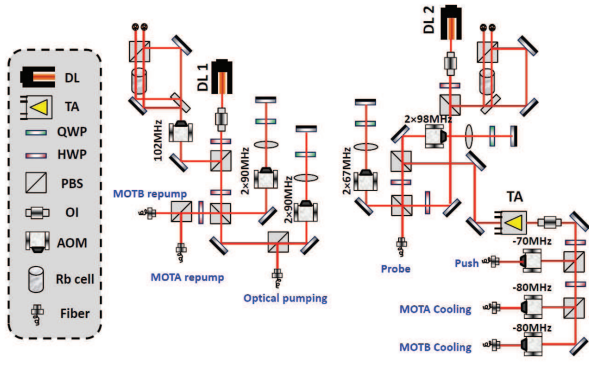 DL
TA
QWP
HWP
PBS
OI
AOM
Rb cell
Fiber
DL 1
102MHz
2×90MHz
2×90MHz
MOTB repump
MOTA repump
Optical pumping
DL 2
2×98MHz
2×67MHz
Probe
TA
-70MHz
Push
-80MHz
MOTA Cooling
-80MHz
MOTB Cooling